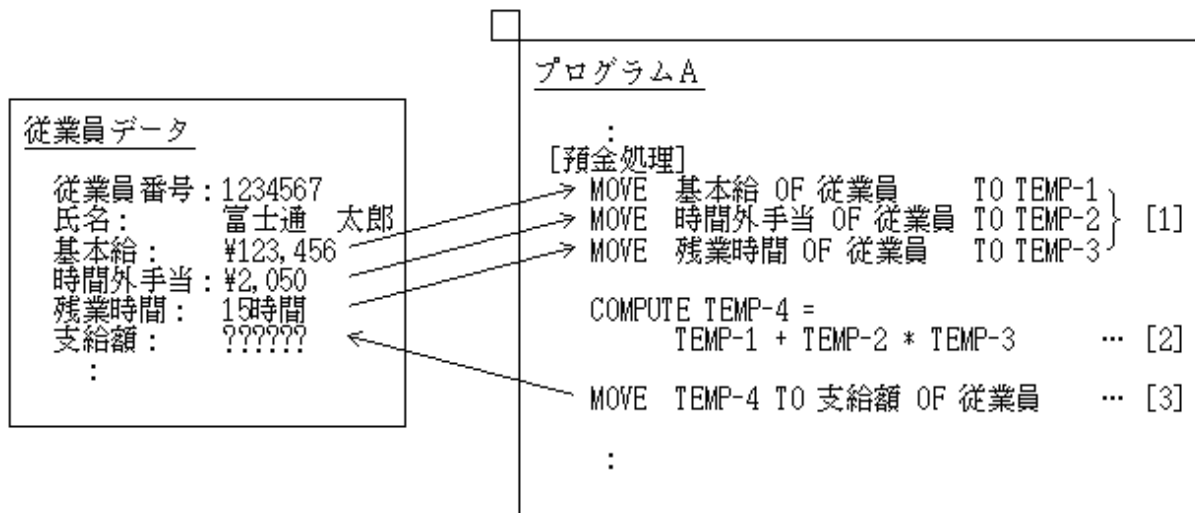 従業員データ
従業員番号：1234567
氏名：　富士通　太郎
基本給：　¥123,456
時間外手当：¥2,050
残業時間：　15時間
支給額：　??????
：
プログラムA
：
[預金処理]
MOVE 基本給 OF 従業員 TO TEMP-1
MOVE 時間外手当 OF 従業員 TO TEMP-2 [1]
MOVE 残業時間 OF 従業員 TO TEMP-3
COMPUTE TEMP-4 =
TEMP-1 + TEMP-2 * TEMP-3 … [2]
MOVE TEMP-4 TO 支給額 OF 従業員 … [3]
：